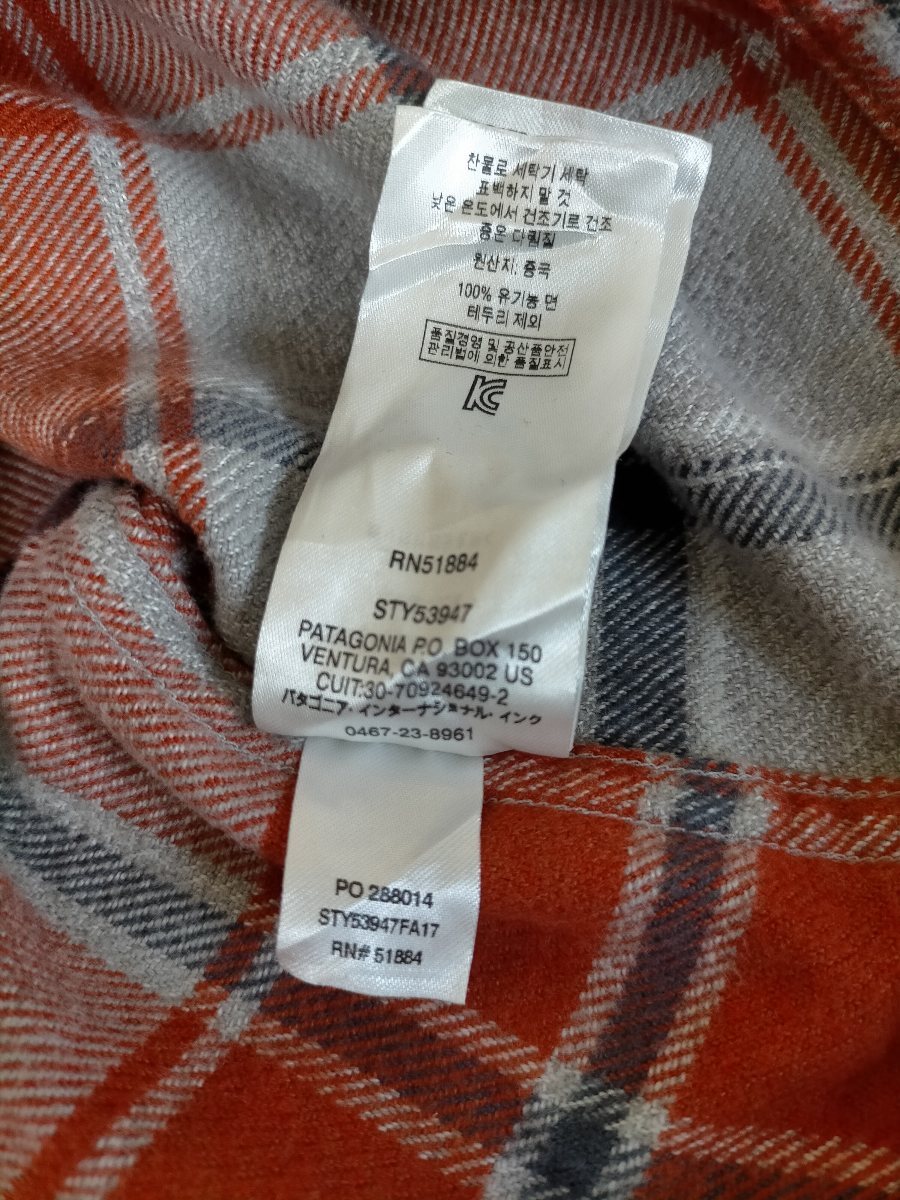 찬물로 세탁기 세탁
표백하지 말 것
낮은 온도에서 건조기로 건조
중온 다림질
원산지: 중국
100% 유기농 면
테두리 제외
품질경영 및 공산품안전
관리법에 의한 품질표시
KC
RN51884
STY53947
PATAGONIA P.O. BOX 150
VENTURA, CA 93002 US
CUIT:30-70924649-2
パタゴニア・インターナショナル・インク
0467-23-8961
PO 288014
STY53947FA17
RN# 51884